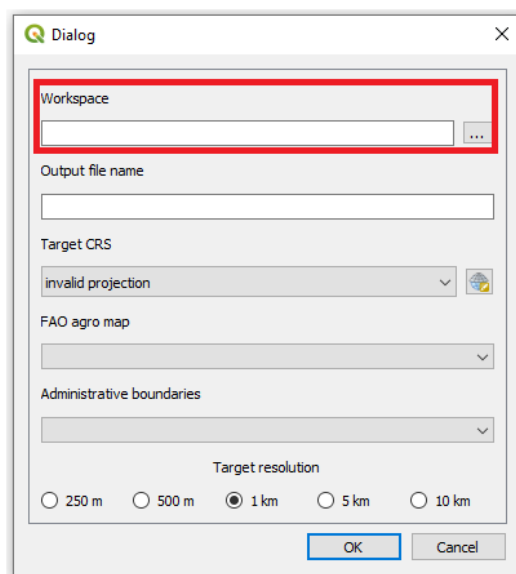 Dialog
Workspace
...
Output file name
Target CRS
invalid projection
FAO agro map
Administrative boundaries
Target resolution
250 m 500 m 1 km 5 km 10 km
OK Cancel